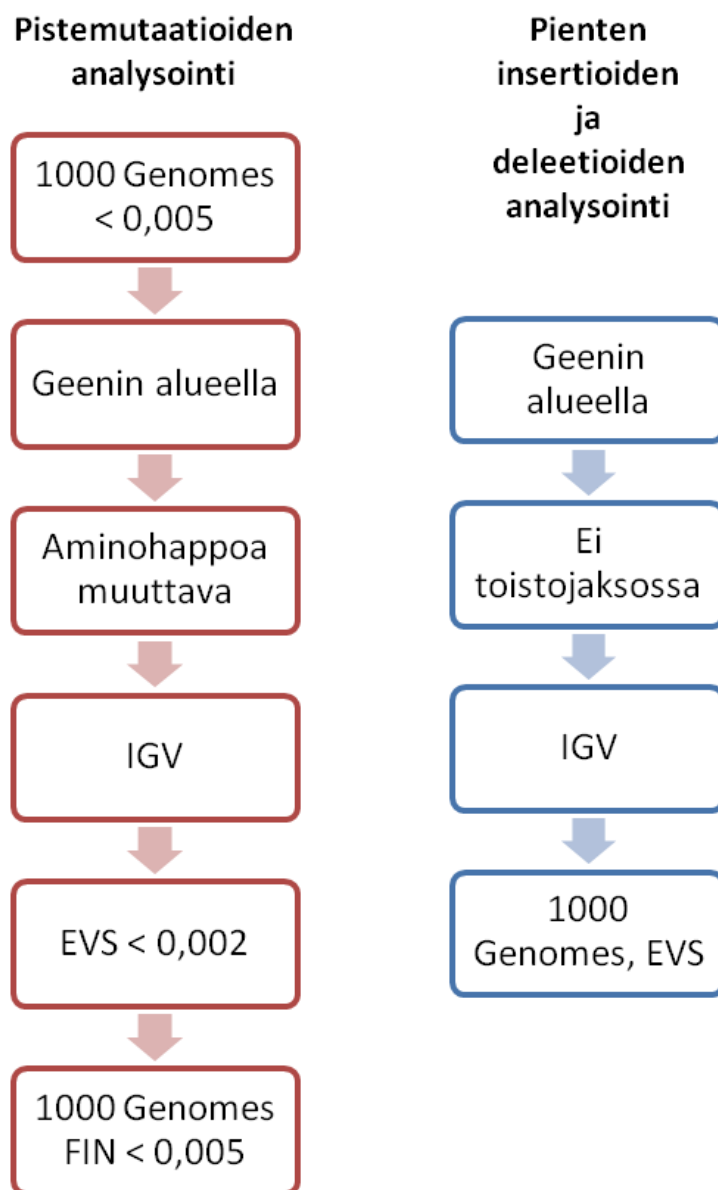 Pistemutaatioiden
analysointi
1000 Genomes
< 0,005
Geenin alueella
Aminohappoa
muuttava
IGV
EVS < 0,002
1000 Genomes
FIN < 0,005
Pienten
insertioiden
ja
deleetioiden
analysointi
Geenin
alueella
Ei
toistojaksossa
IGV
1000
Genomes, EVS